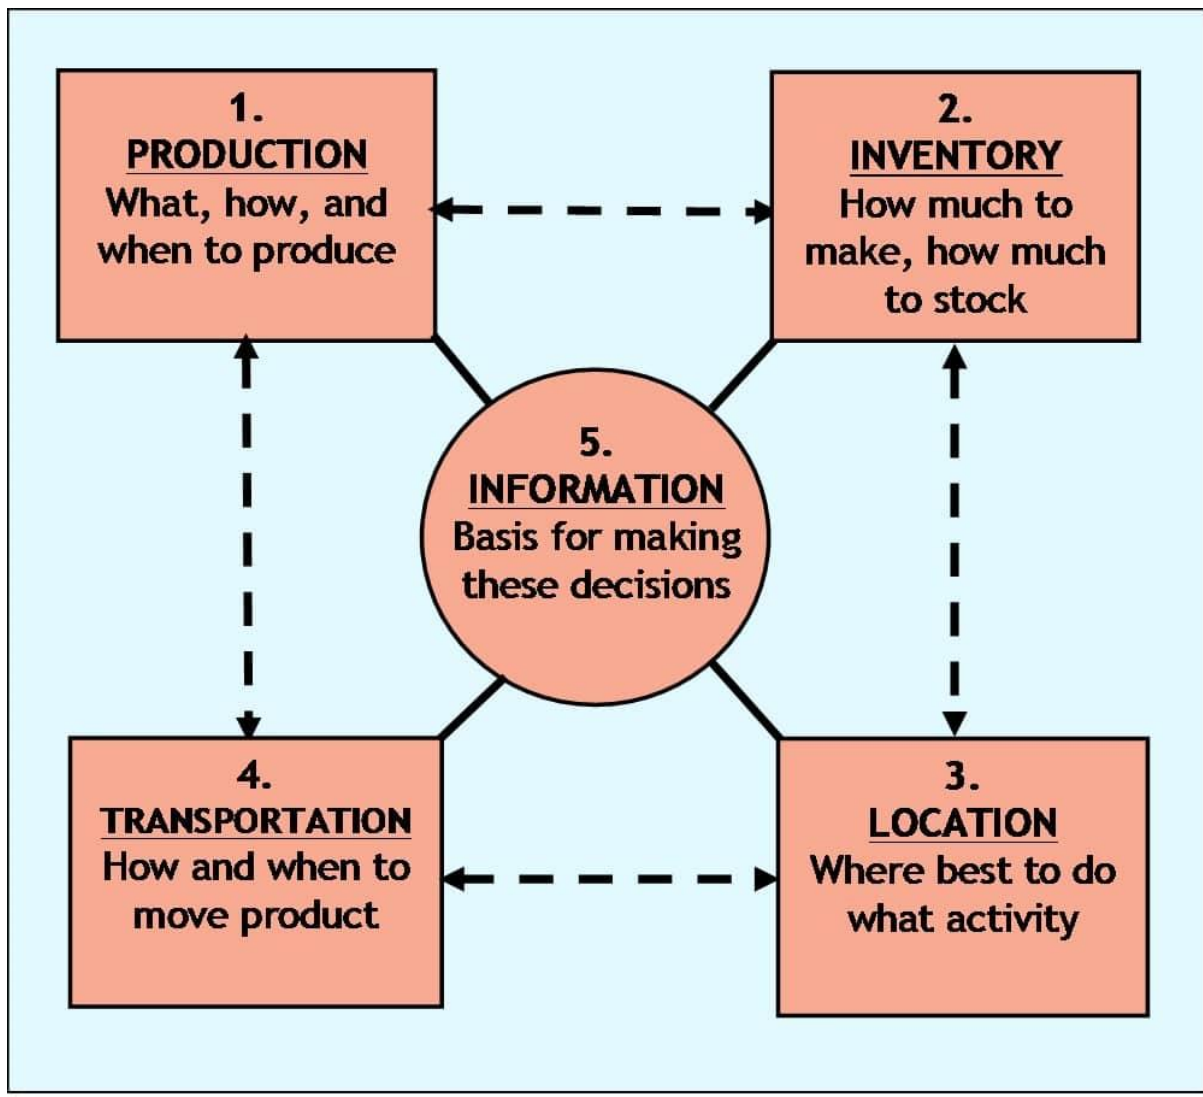 1.
PRODUCTION
What, how, and
when to produce
2.
INVENTORY
How much to
make, how much
to stock
5.
INFORMATION
Basis for making
these decisions
4.
TRANSPORTATION
How and when to
move product
3.
LOCATION
Where best to do
what activity